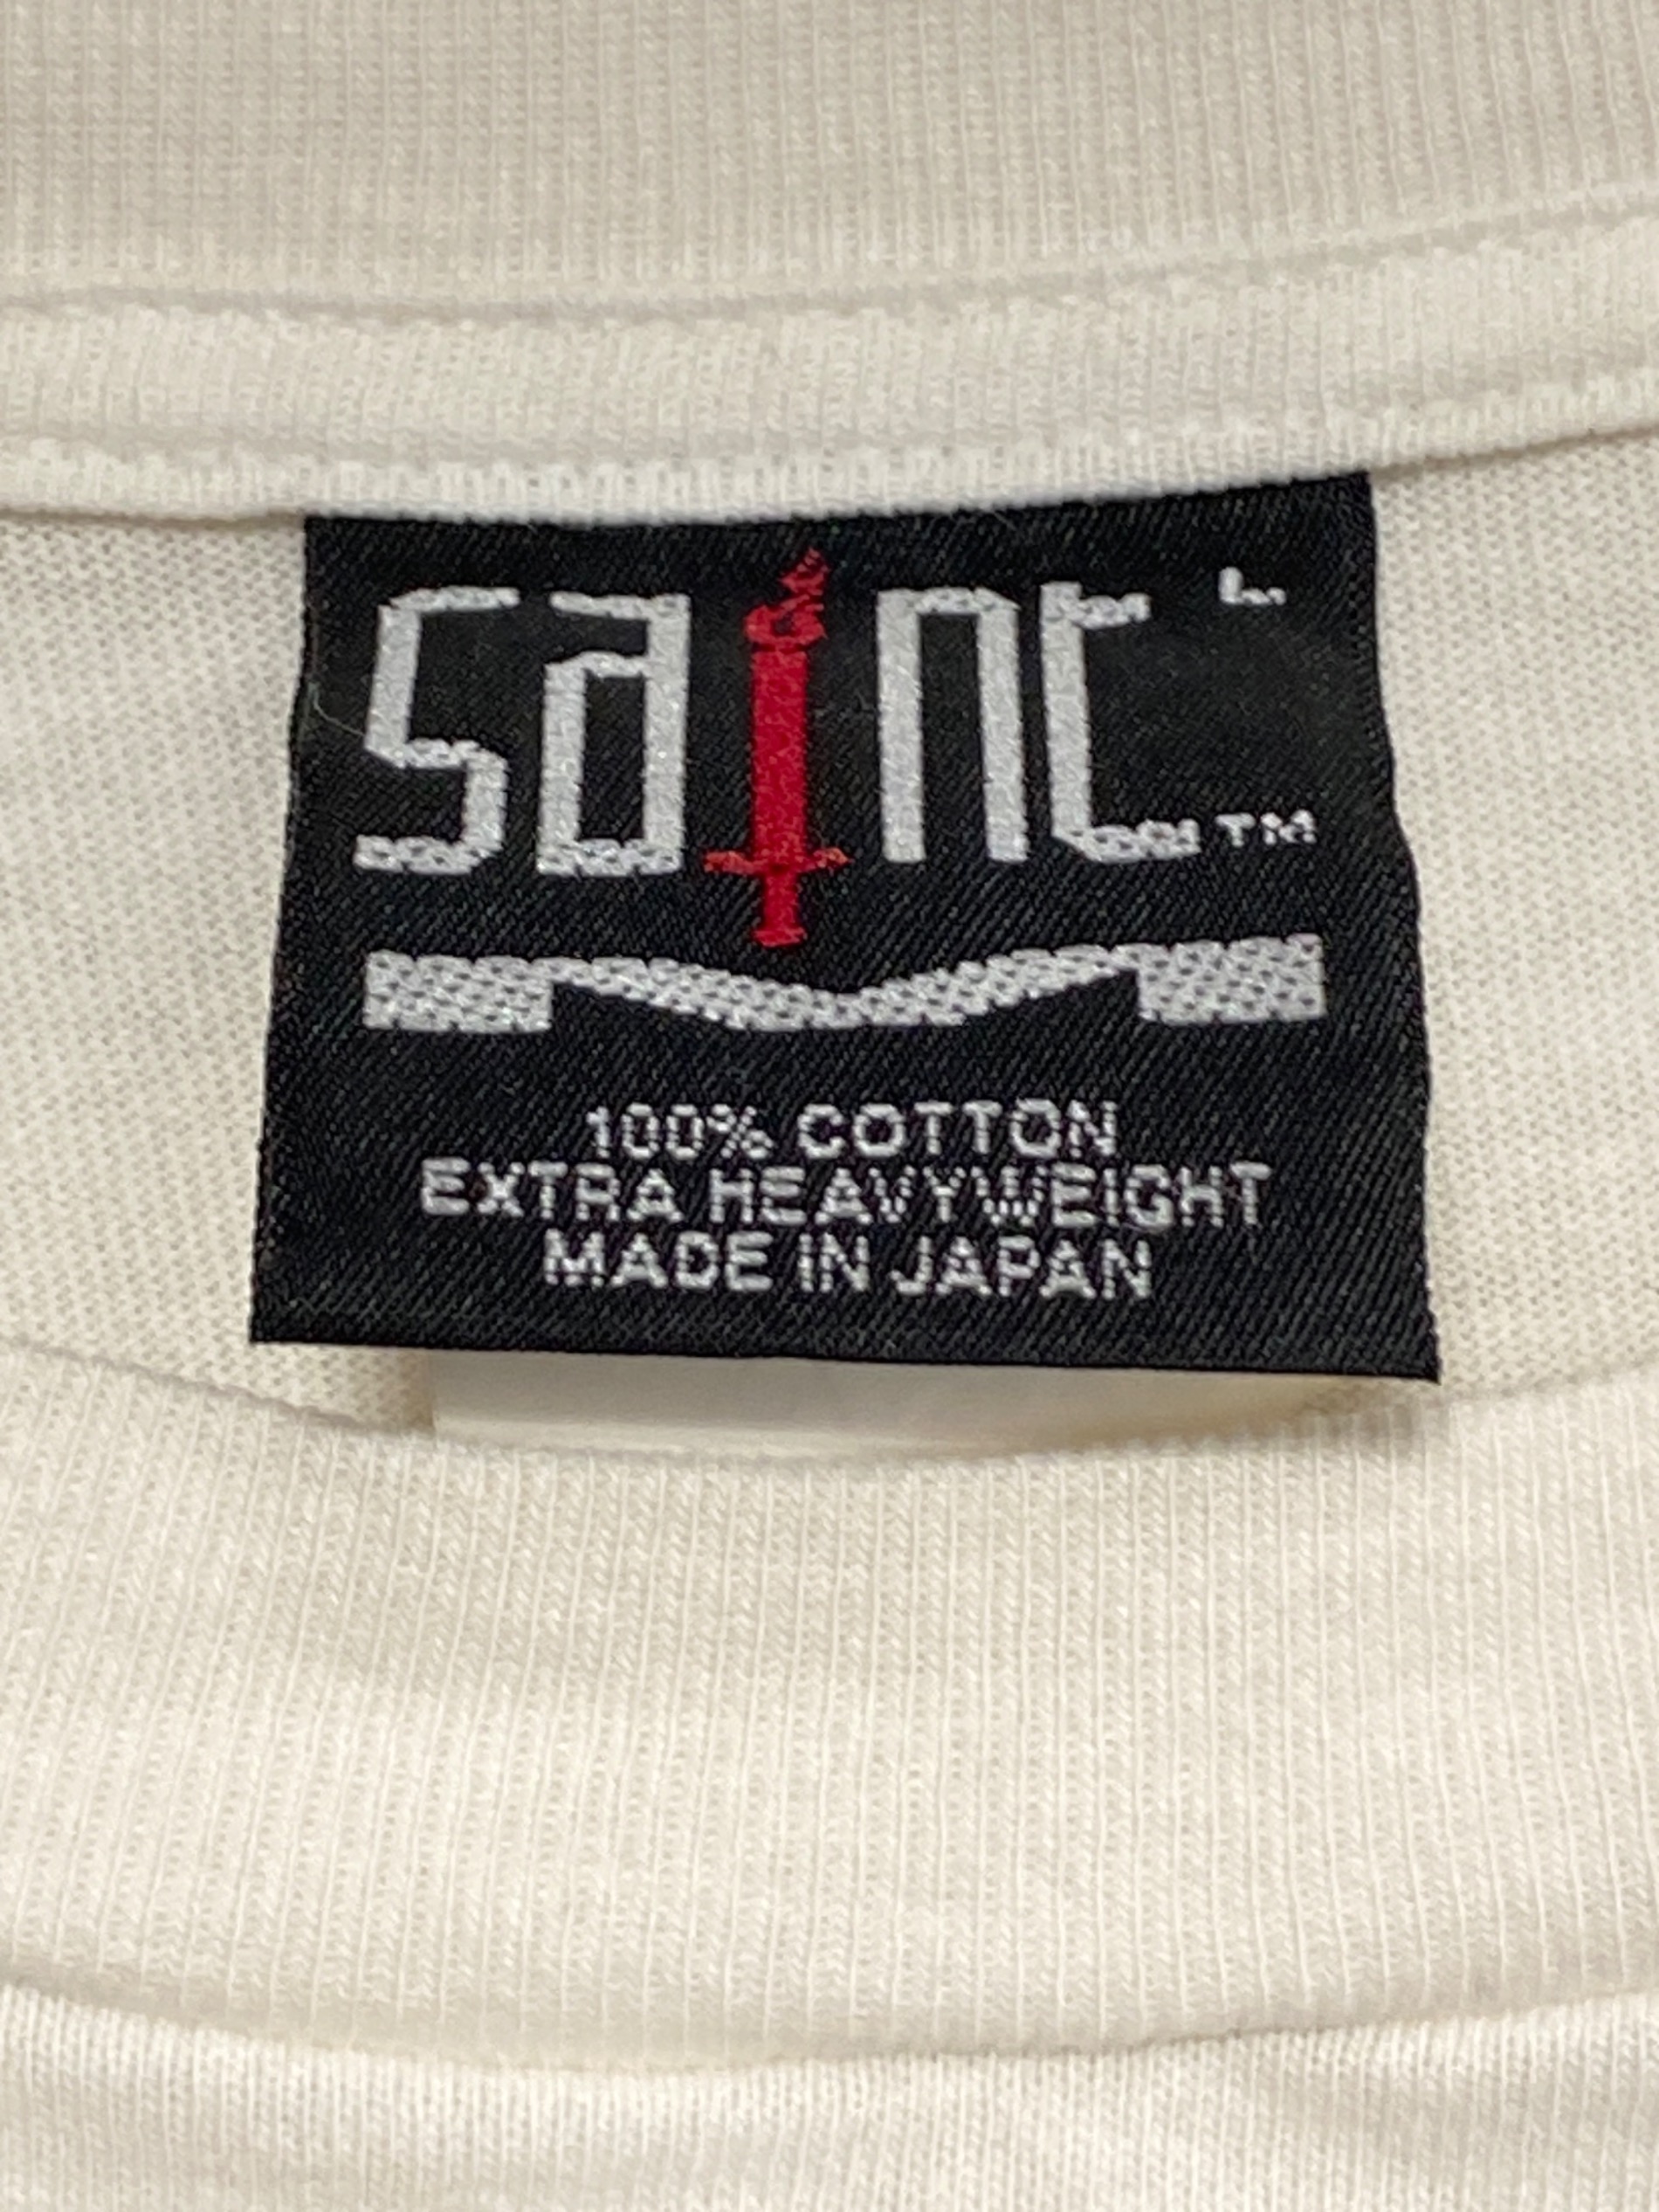 saint L
TM
100% COTTON
EXTRA HEAVYWEIGHT
MADE IN JAPAN